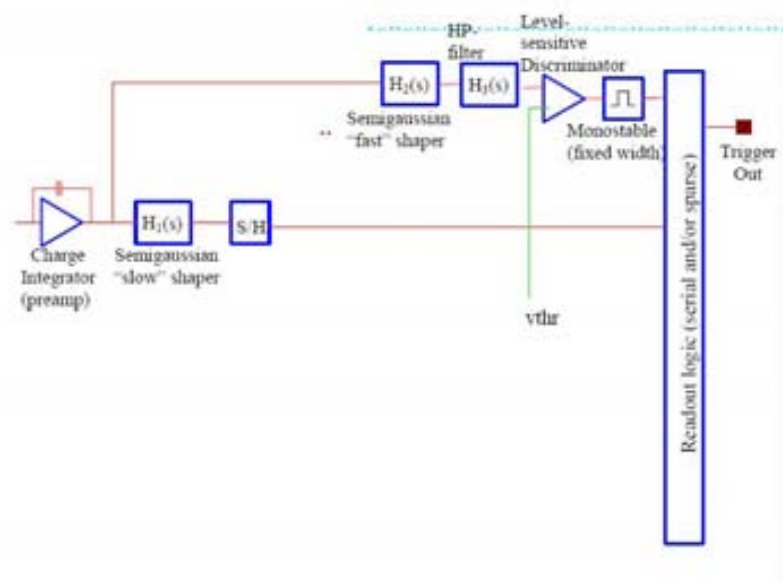 HP-
filter
Level-
sensitive
Discriminator
H₂(s)
H₃(s)
Semigaussian
"fast" shaper
Monostable
(fixed width)
Trigger
Out
H₁(s)
S/H
Charge
Integrator
(preamp)
Semigaussian
"slow" shaper
vthr
Readout logic (serial and/or sparse)